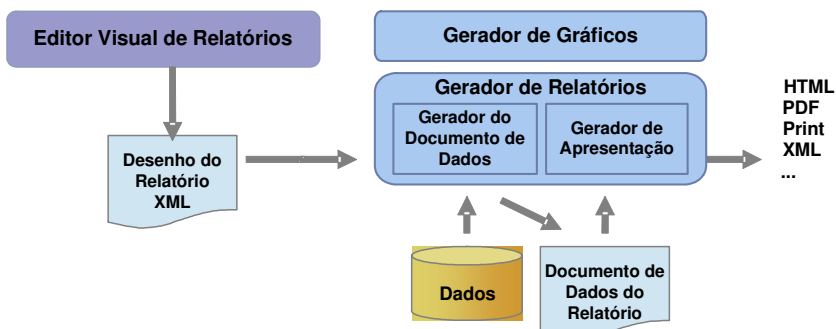 Editor Visual de Relatórios
Gerador de Gráficos
Gerador de Relatórios
Gerador do
Documento de
Dados
Gerador de
Apresentação
HTML
PDF
Print
XML
...
Desenho do
Relatório
XML
Dados
Documento de
Dados do
Relatório